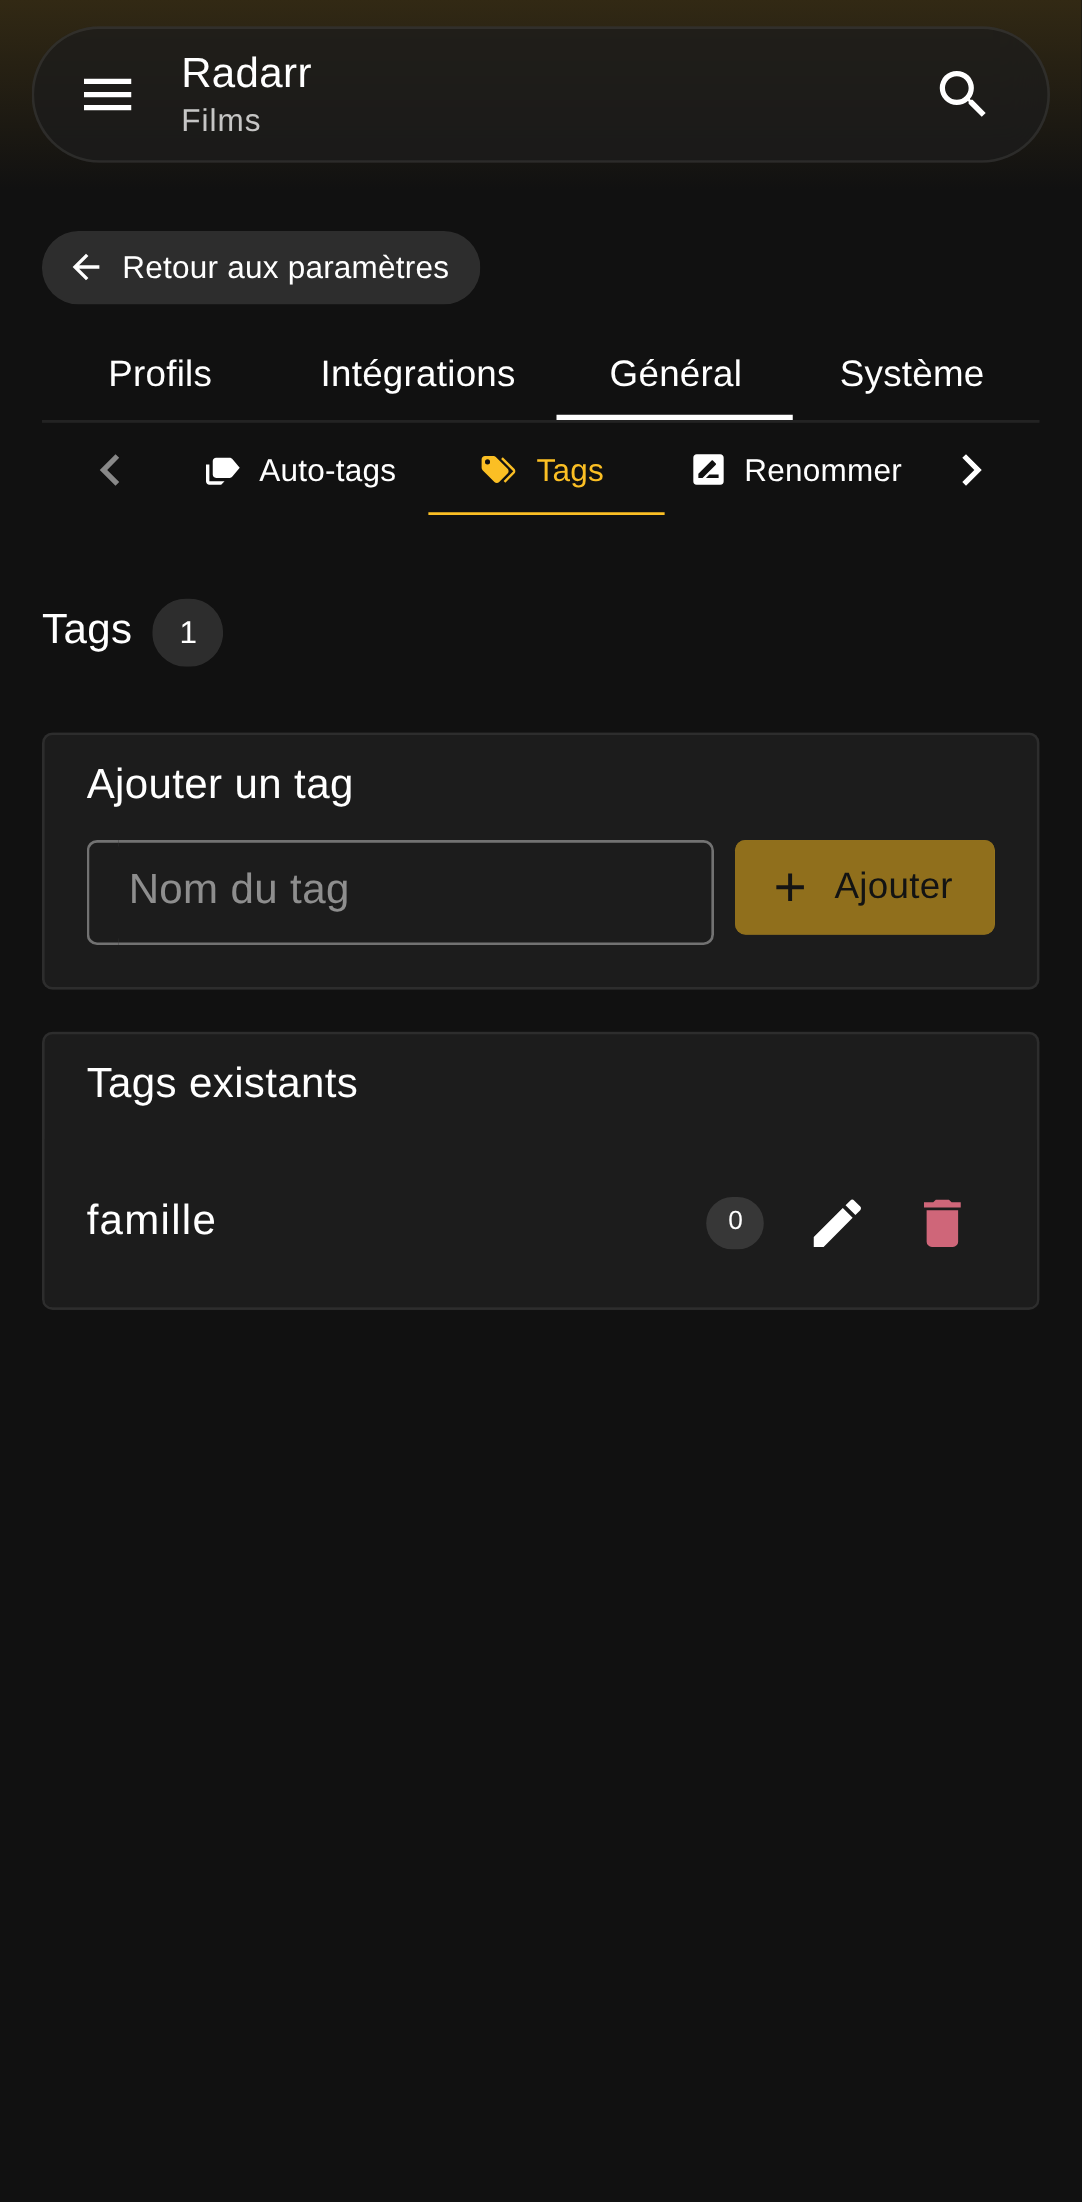 Radarr
Films
Retour aux paramètres
Profils Intégrations Général Système
Auto-tags Tags Renommer
Tags 1
Ajouter un tag
Nom du tag Ajouter
Tags existants
famille 0